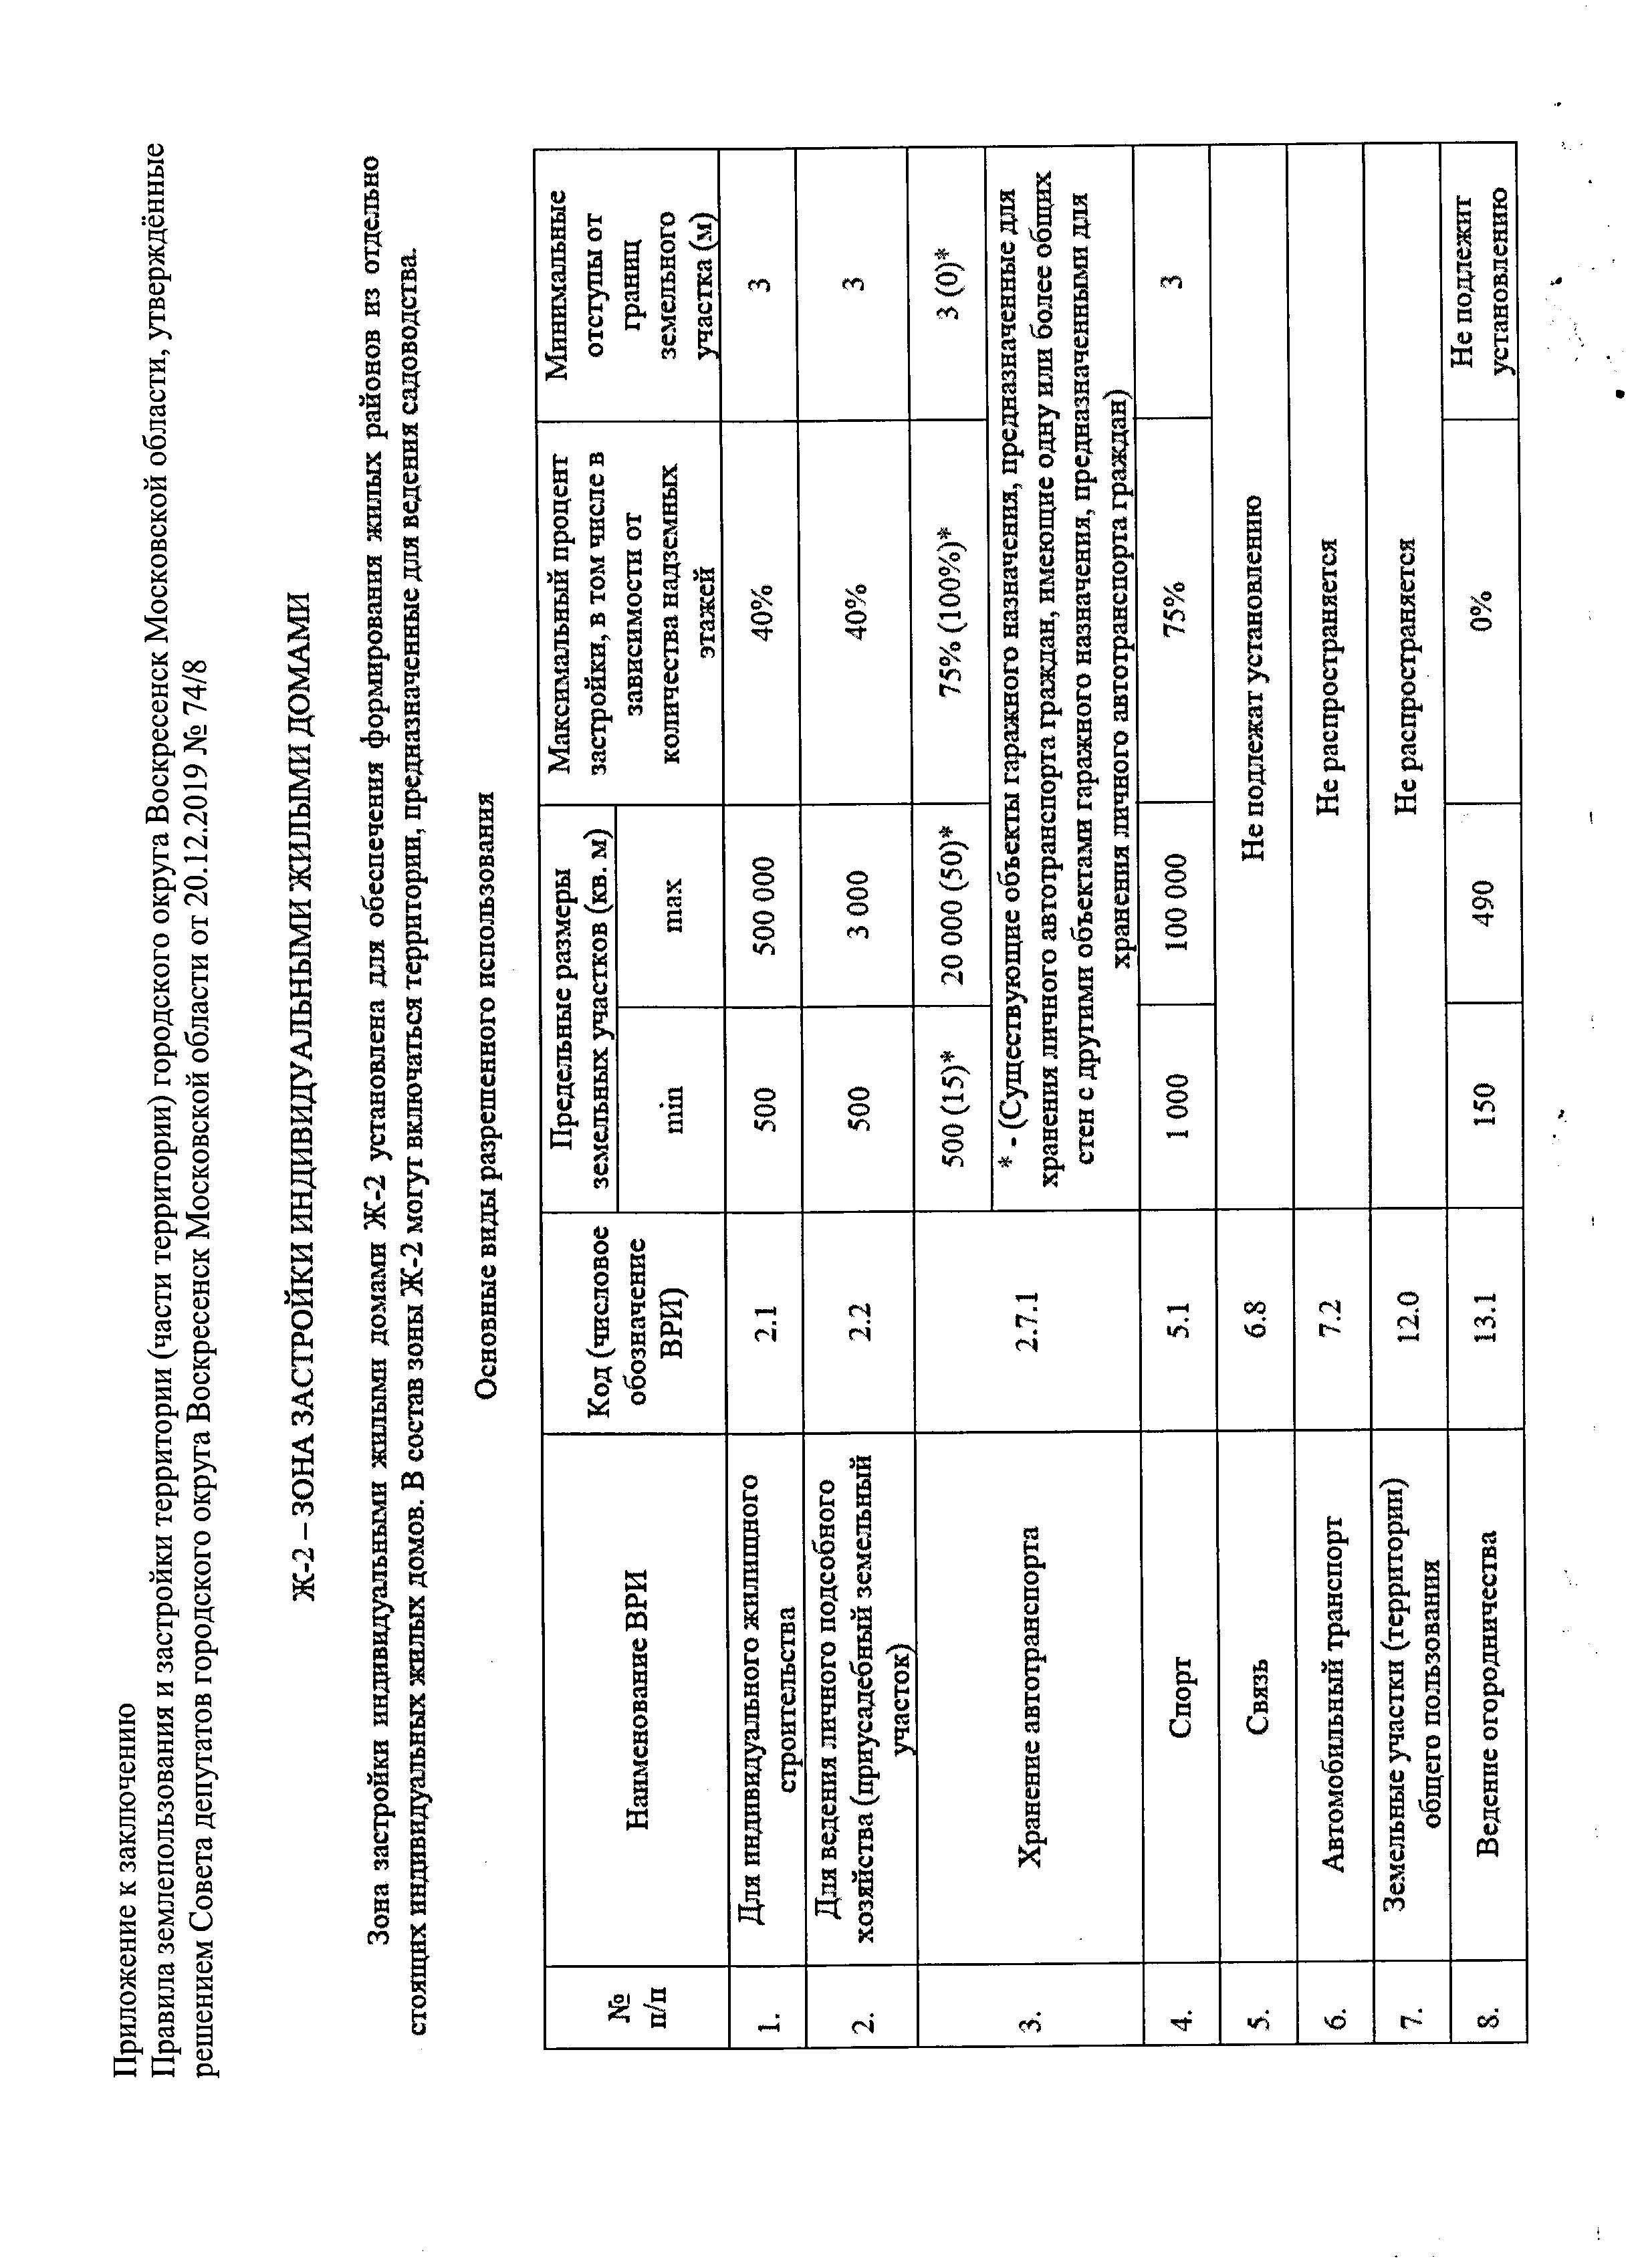 Приложение к заключению
Правила землепользования и застройки территории (части территории) городского округа Воскресенск Московской области, утверждённые
решением Совета депутатов городского округа Воскресенск Московской области от 20.12.2019 № 74/8
Ж-2 – ЗОНА ЗАСТРОЙКИ ИНДИВИДУАЛЬНЫМИ ЖИЛЫМИ ДОМАМИ
Зона застройки индивидуальными жилыми домами Ж-2 установлена для обеспечения формирования жилых районов из отдельно
стоящих индивидуальных жилых домов. В состав зоны Ж-2 могут включаться территории, предназначенные для ведения садоводства.
Основные виды разрешенного использования
№
п/п
Наименование ВРИ
Код (числовое
обозначение
ВРИ)
Предельные размеры
земельных участков (кв. м)
min
max
Максимальный процент
застройки, в том числе в
зависимости от
количества надземных
этажей
Минимальные
отступы от
границ
земельного
участка (м)
1.
Для индивидуального жилищного
строительства
2.1
500
500 000
40%
3
2.
Для ведения личного подсобного
хозяйства (приусадебный земельный
участок)
2.2
500
3 000
40%
3
3.
Хранение автотранспорта
2.7.1
500 (15)*
20 000 (50)*
75% (100%)*
3 (0)*
* - (Существующие объекты гаражного назначения, предназначенные для
хранения личного автотранспорта граждан, имеющие одну или более общих
стен с другими объектами гаражного назначения, предназначенными для
хранения личного автотранспорта граждан)
4.
Спорт
5.1
1 000
100 000
75%
3
5.
Связь
6.8
Не подлежат установлению
6.
Автомобильный транспорт
7.2
Не распространяется
7.
Земельные участки (территории)
общего пользования
12.0
Не распространяется
8.
Ведение огородничества
13.1
150
490
0%
Не подлежит
установлению